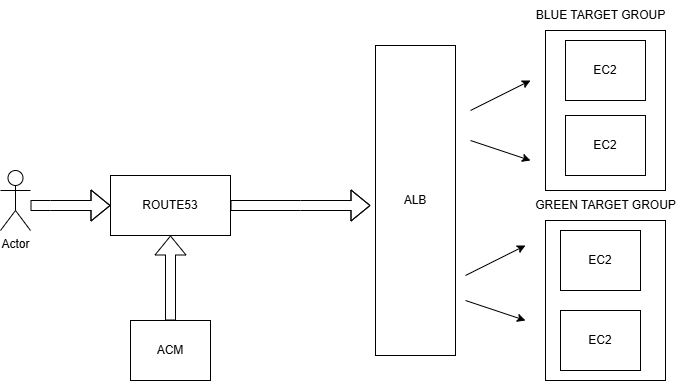 BLUE TARGET GROUP
EC2
EC2
ALB
Actor
ROUTE53
ACM
GREEN TARGET GROUP
EC2
EC2